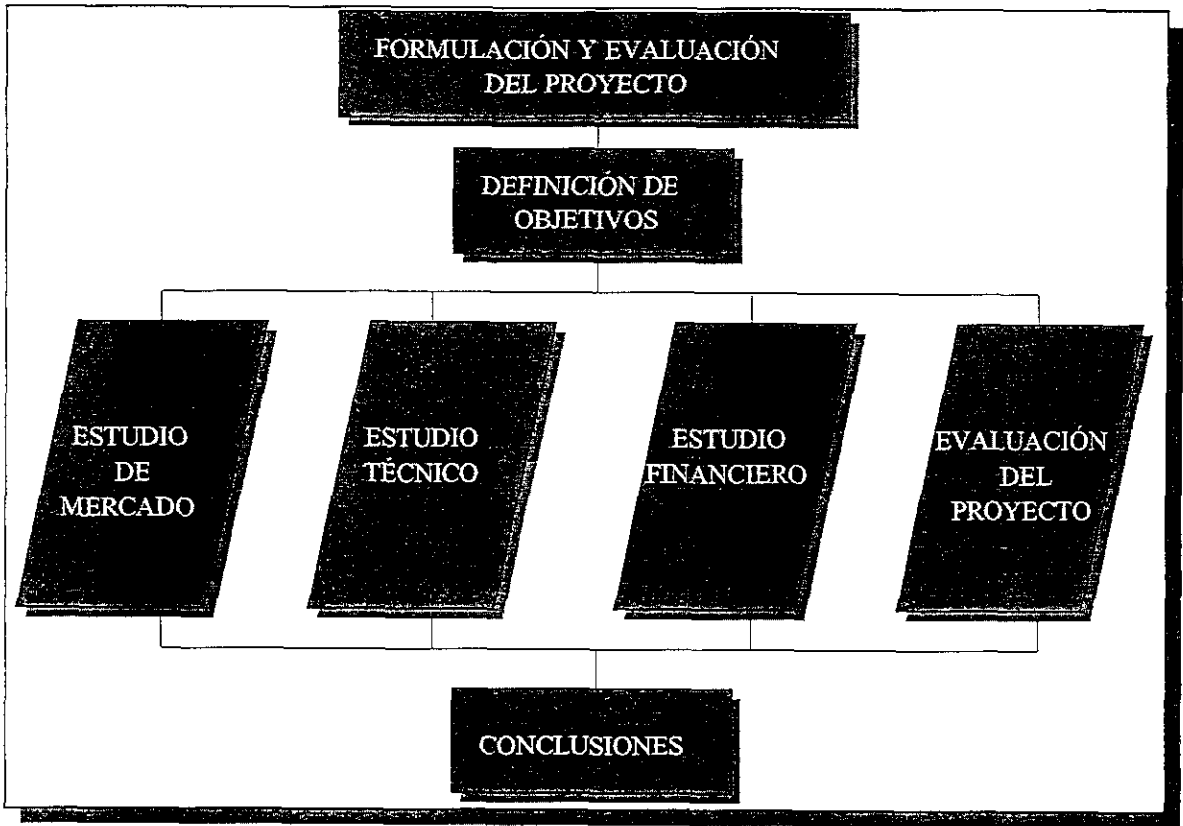 FORMULACIÓN Y EVALUACIÓN
DEL PROYECTO
DEFINICIÓN DE
OBJETIVOS
ESTUDIO
DE
MERCADO
ESTUDIO
TÉCNICO
ESTUDIO
FINANCIERO
EVALUACIÓN
DEL
PROYECTO
CONCLUSIONES